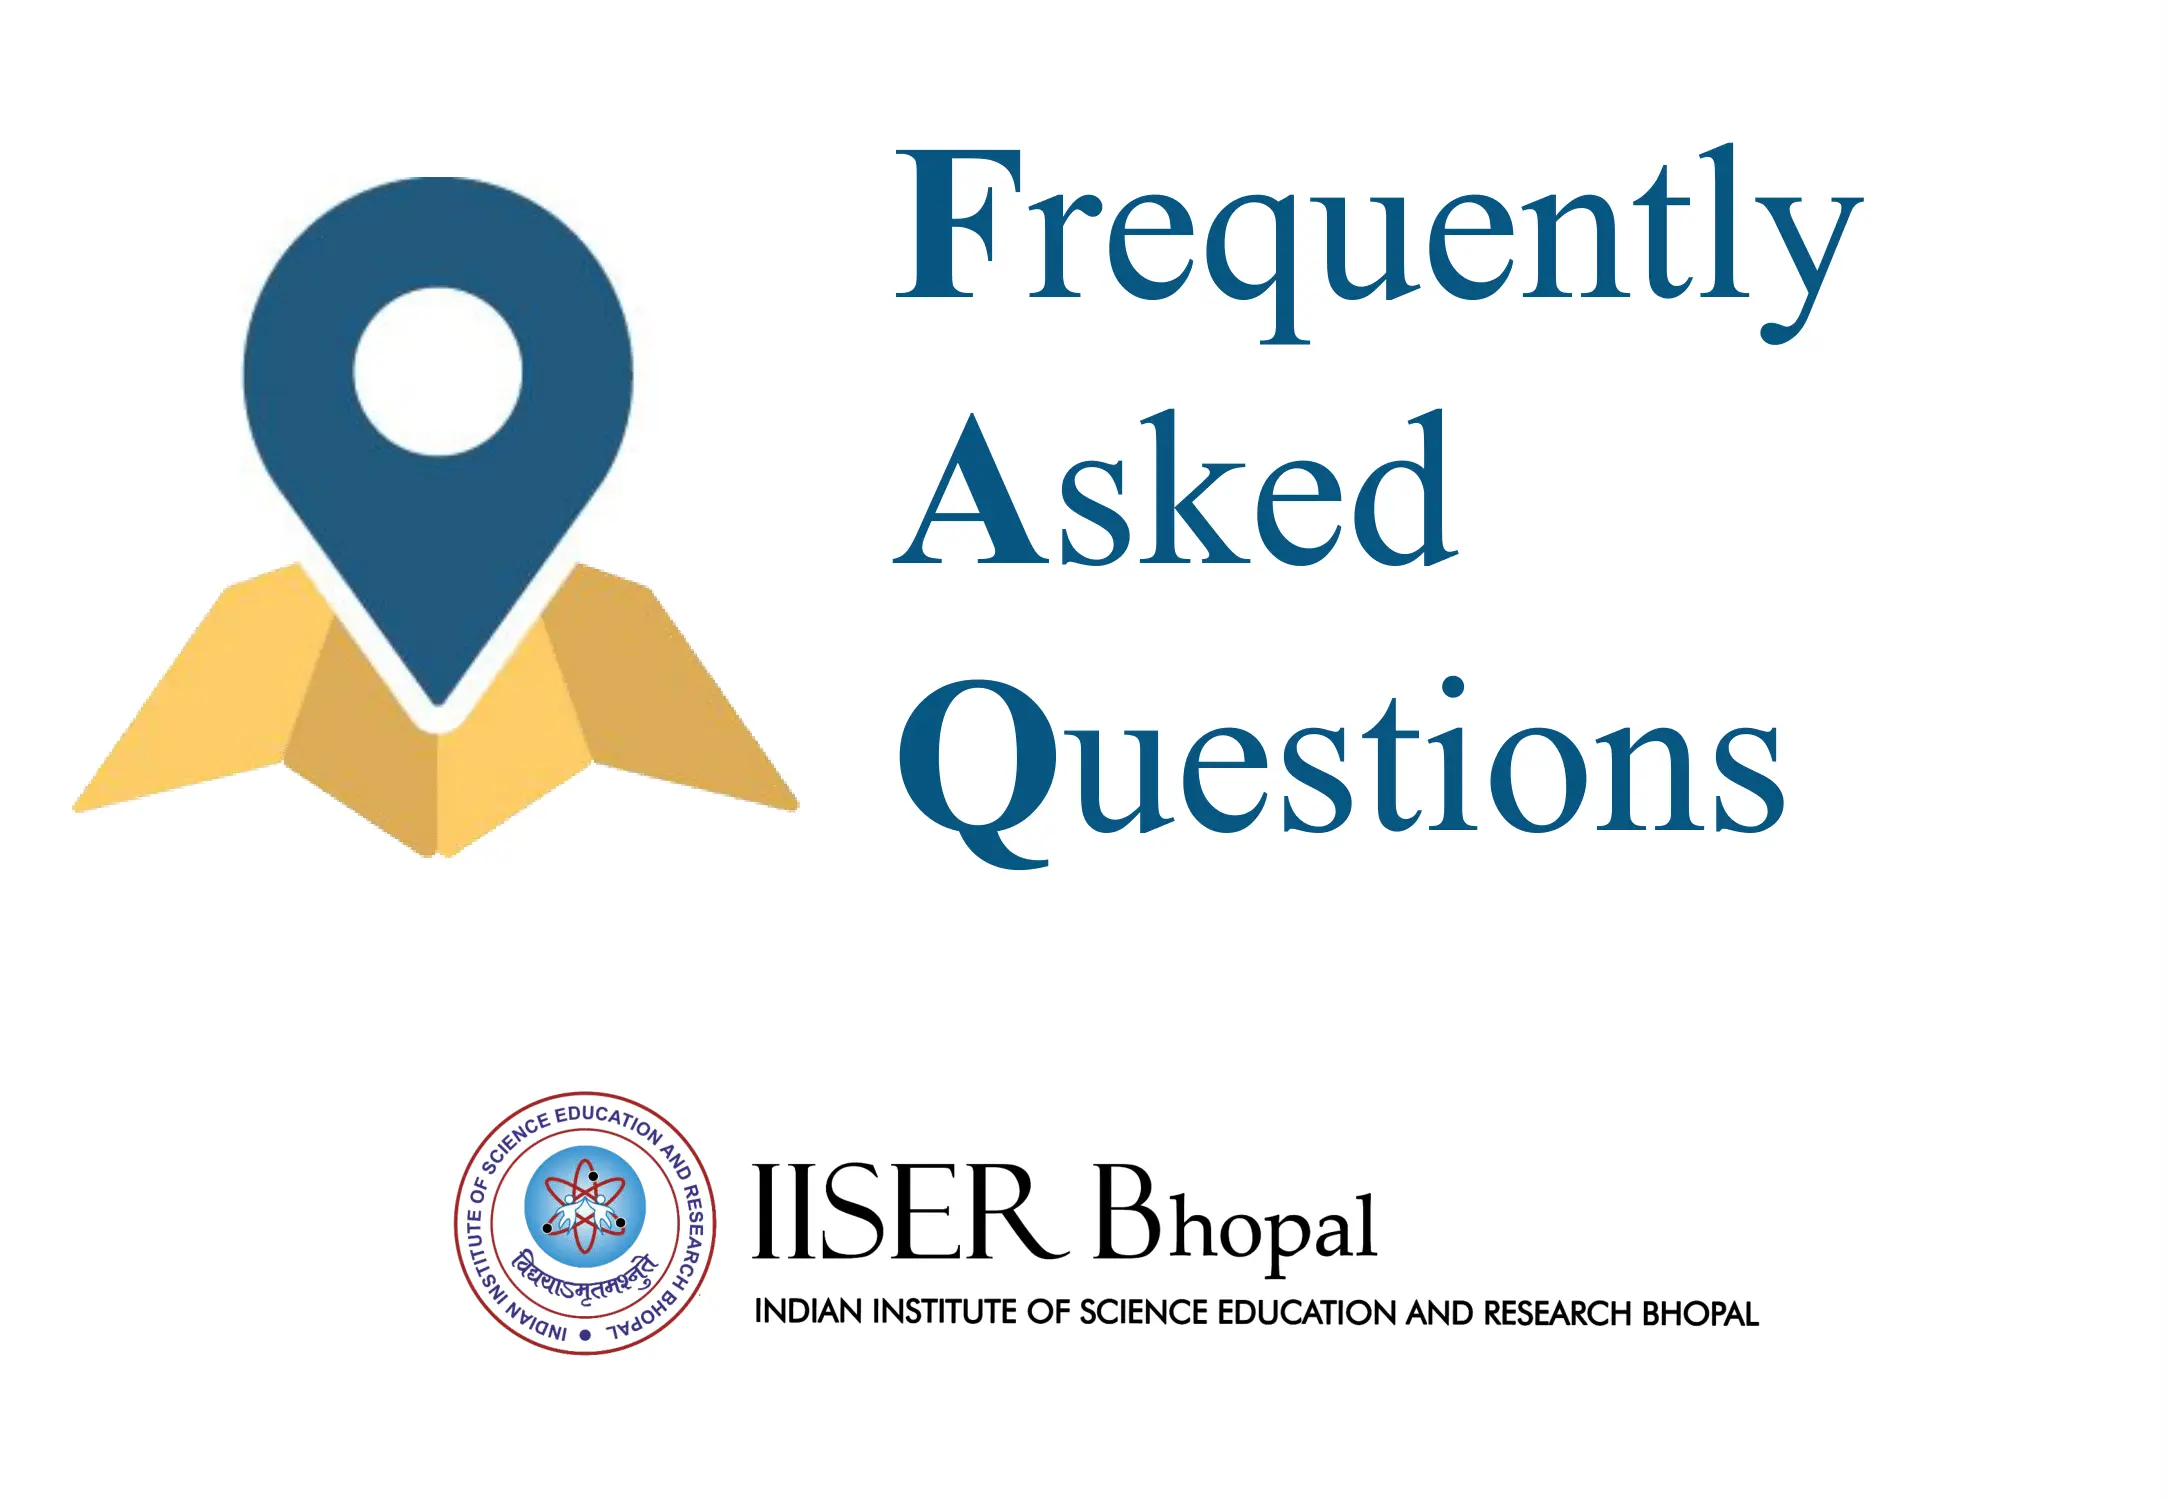 Frequently
Asked
Questions
INDIAN INSTITUTE OF SCIENCE EDUCATION AND RESEARCH BHOPAL
विद्ययाऽमृतमश्नुते
IISER Bhopal
INDIAN INSTITUTE OF SCIENCE EDUCATION AND RESEARCH BHOPAL